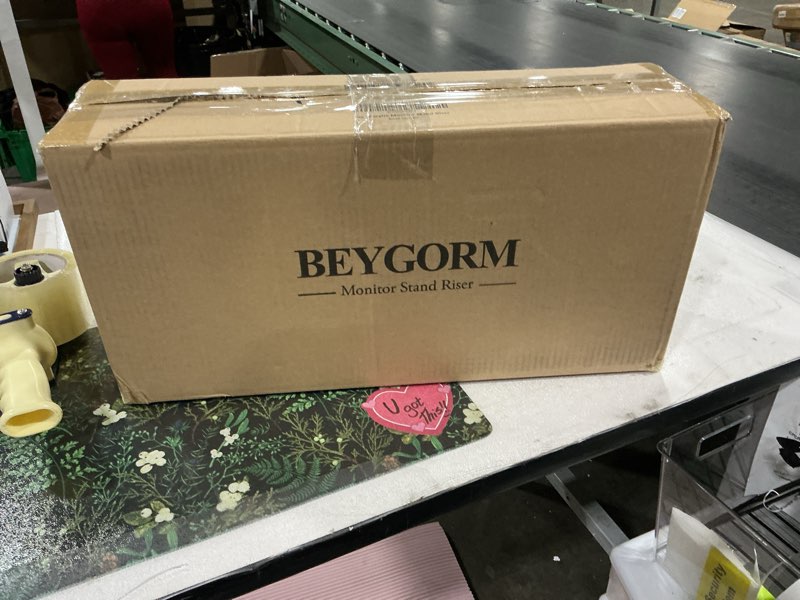 BEYGORM
Monitor Stand Riser
U got
This!